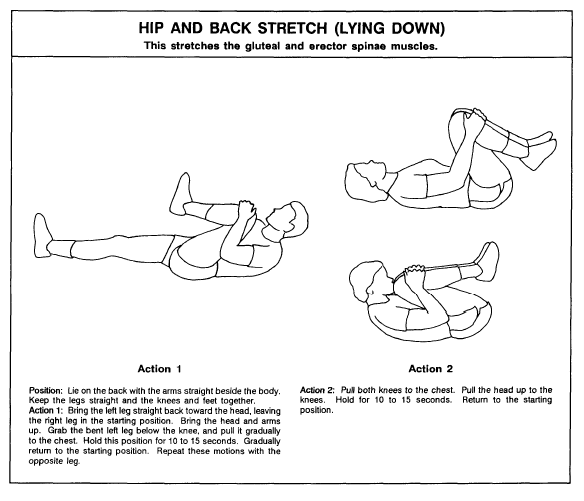 HIP AND BACK STRETCH (LYING DOWN)
This stretches the gluteal and erector spinae muscles.
Action 1
Position: Lie on the back with the arms straight beside the body.
Keep the legs straight and the knees and feet together.
Action 1: Bring the left leg straight back toward the head, leaving
the right leg in the starting position. Bring the head and arms
up. Grab the bent left leg below the knee, and pull it gradually
to the chest. Hold this position for 10 to 15 seconds. Gradually
return to the starting position. Repeat these motions with the
opposite leg.
Action 2
Action 2: Pull both knees to the chest. Pull the head up to the
knees. Hold for 10 to 15 seconds. Return to the starting
position.